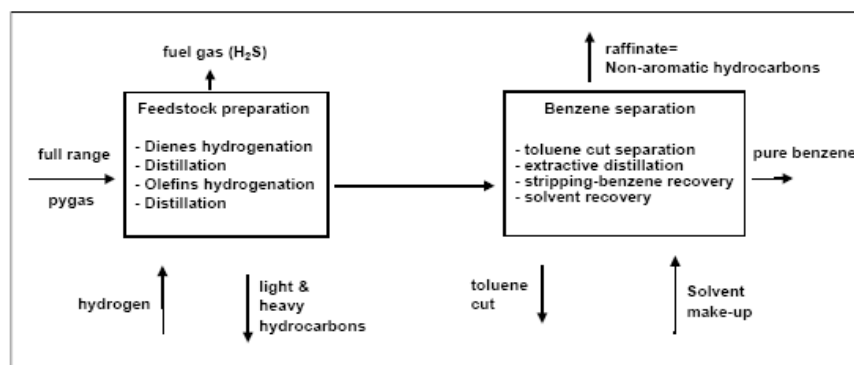 fuel gas (H₂S)
raffinate=
Non-aromatic hydrocarbons
Feedstock preparation
- Dienes hydrogenation
- Distillation
- Olefins hydrogenation
- Distillation
Benzene separation
- toluene cut separation
- extractive distillation
- stripping-benzene recovery
- solvent recovery
full range
pygas
pure benzene
hydrogen
light &
heavy
hydrocarbons
toluene
cut
Solvent
make-up